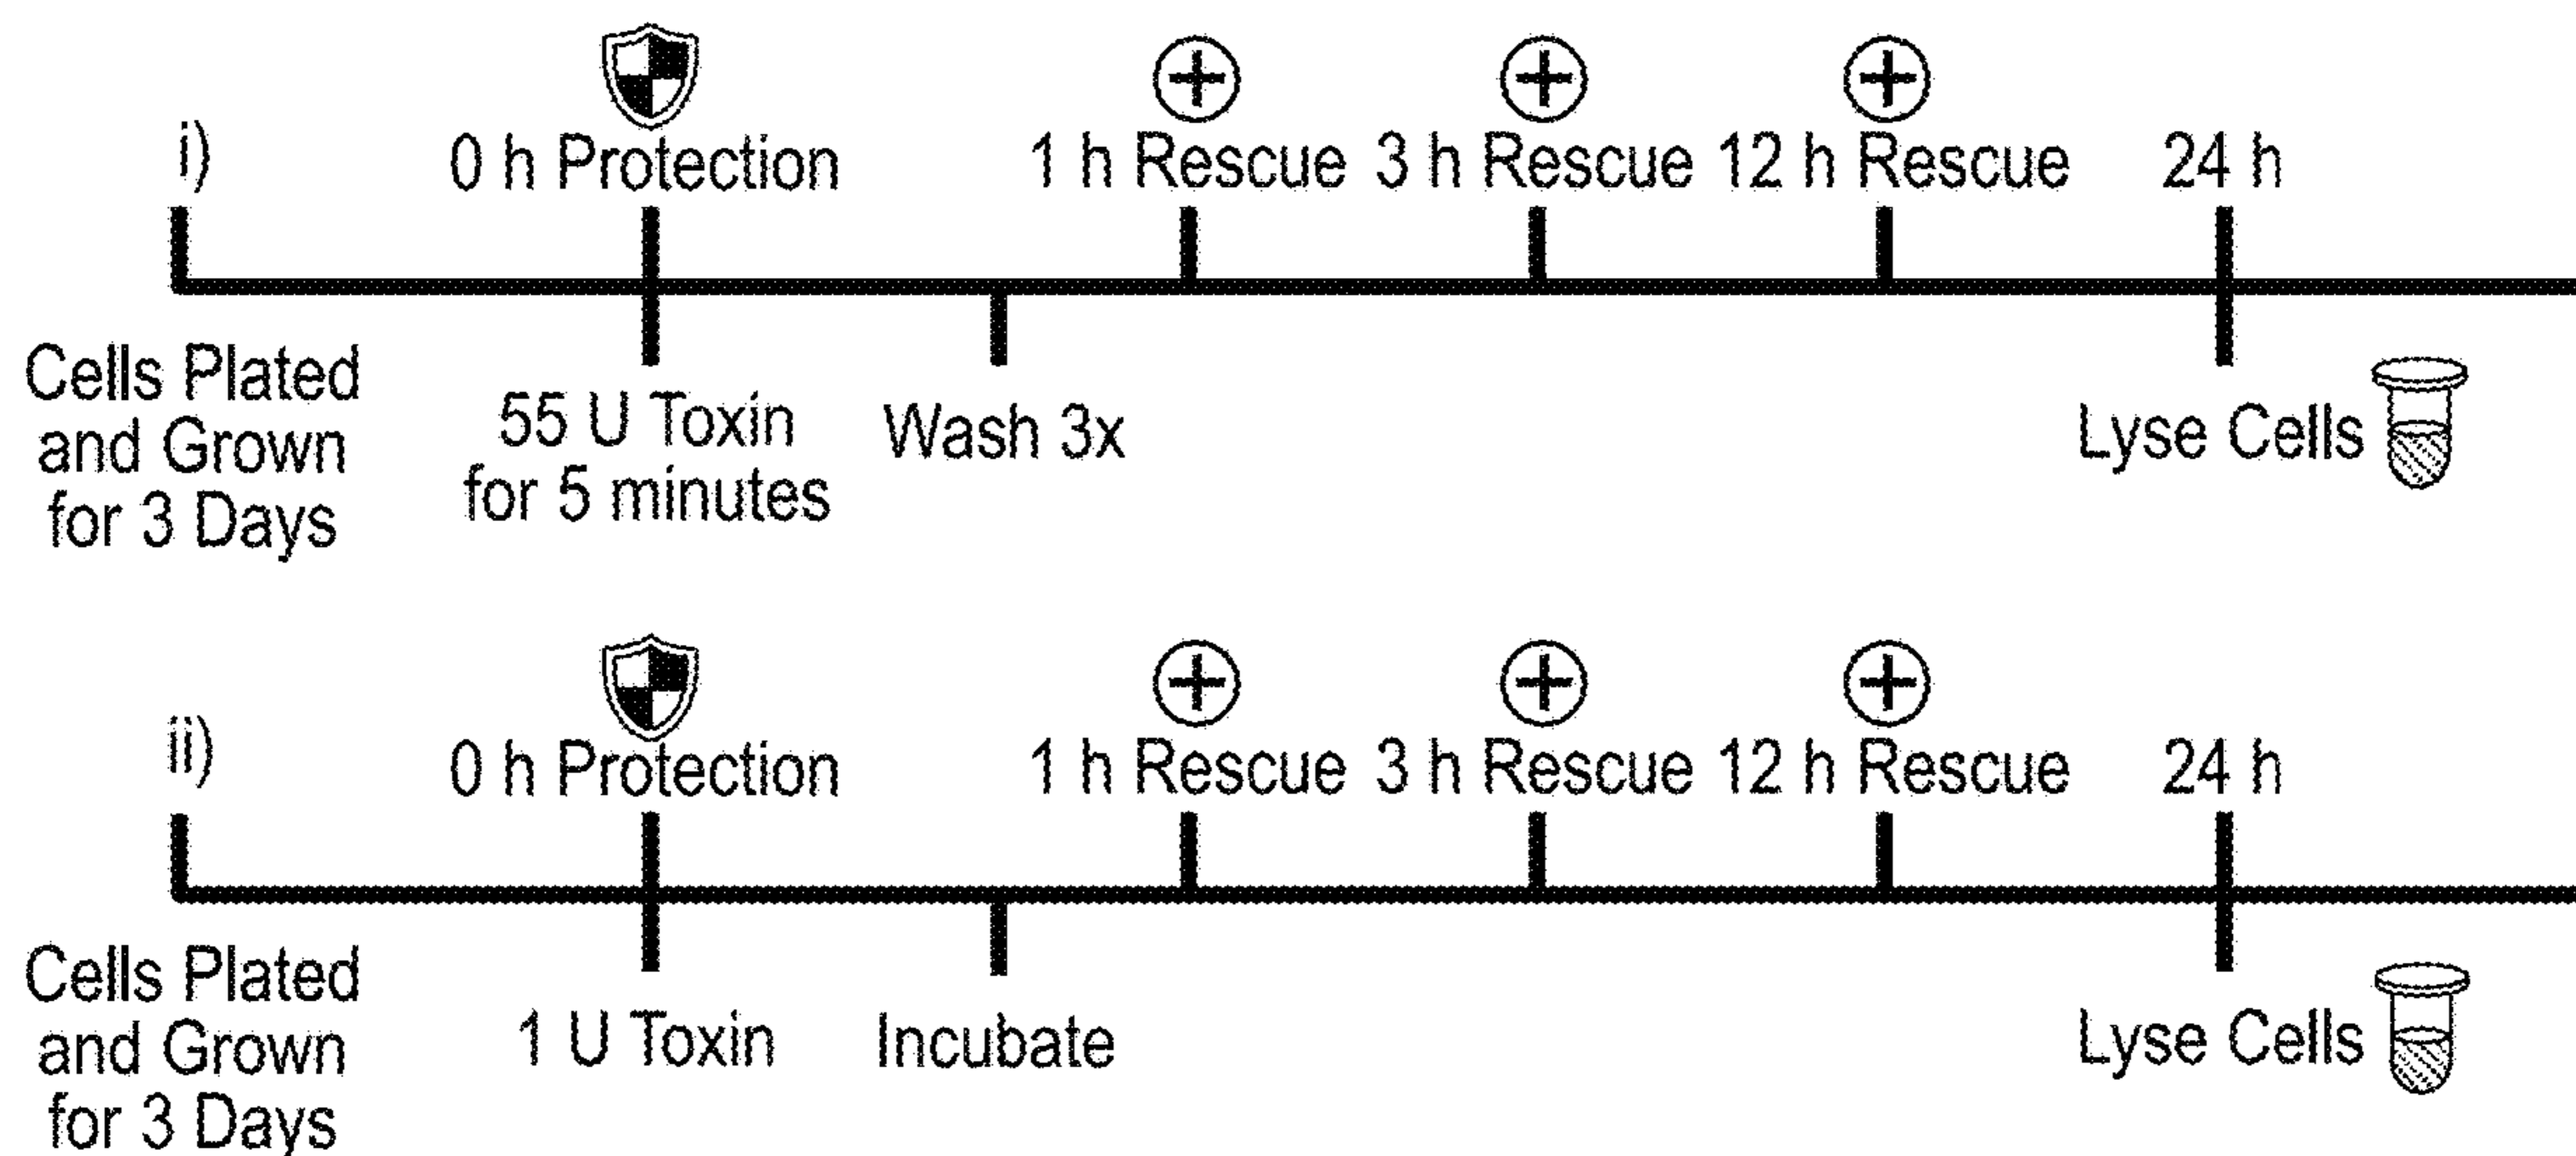 i)
0 h Protection
1 h Rescue
3 h Rescue
12 h Rescue
24 h
Cells Plated
and Grown
for 3 Days
55 U Toxin
for 5 minutes
Wash 3x
Lyse Cells
ii)
0 h Protection
1 h Rescue
3 h Rescue
12 h Rescue
24 h
Cells Plated
and Grown
for 3 Days
1 U Toxin
Incubate
Lyse Cells